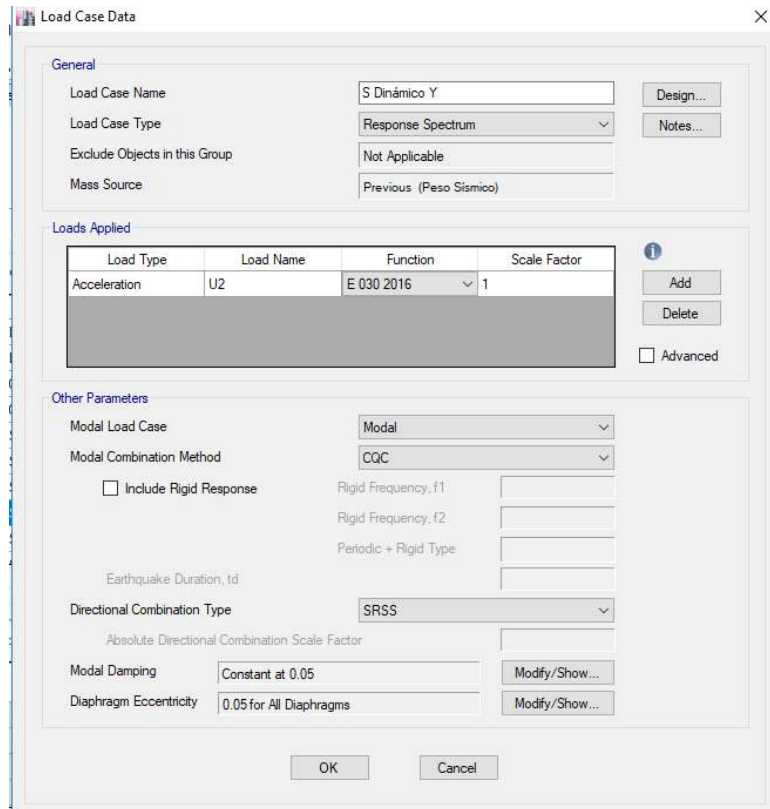 Load Case Data
General
Load Case Name S Dinámico Y Design...
Load Case Type Response Spectrum Notes...
Exclude Objects in this Group Not Applicable
Mass Source Previous (Peso Sísmico)
Loads Applied
Load Type Load Name Function Scale Factor
Acceleration U2 E 030 2016 1 Add
Delete
Advanced
Other Parameters
Modal Load Case Modal
Modal Combination Method CQC
Include Rigid Response Rigid Frequency, f1
Rigid Frequency, f2
Periodic + Rigid Type
Earthquake Duration, td
Directional Combination Type SRSS
Absolute Directional Combination Scale Factor
Modal Damping Constant at 0.05 Modify/Show...
Diaphragm Eccentricity 0.05 for All Diaphragms Modify/Show...
OK Cancel